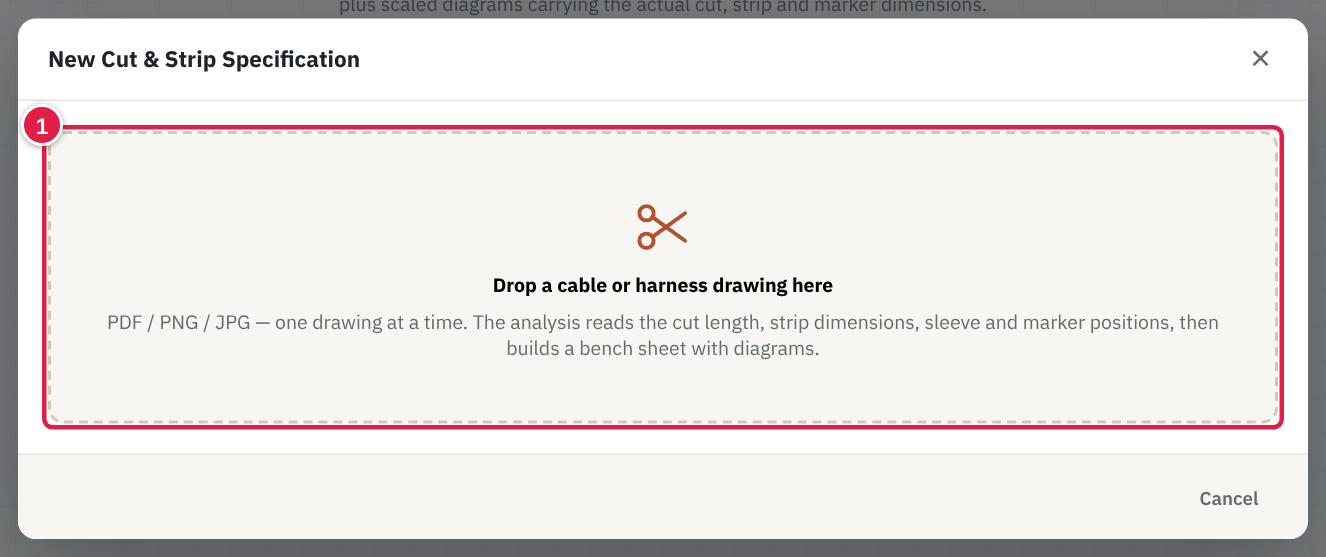 plus scaled diagrams carrying the actual cut, strip and marker dimensions.
New Cut & Strip Specification
1
Drop a cable or harness drawing here
PDF / PNG / JPG — one drawing at a time. The analysis reads the cut length, strip dimensions, sleeve and marker positions, then
builds a bench sheet with diagrams.
Cancel